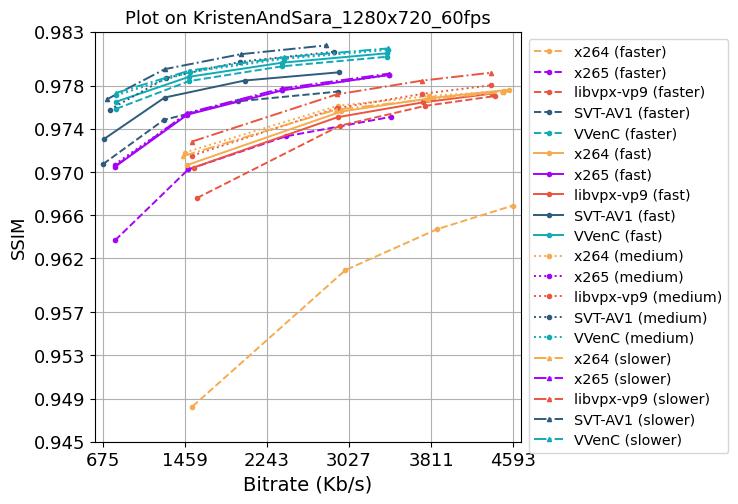 Plot on KristenAndSara_1280x720_60fps
0.983
0.978
0.974
0.970
0.966
0.962
0.957
0.953
0.949
0.945
SSIM
675 1459 2243 3027 3811 4593
Bitrate (Kb/s)
x264 (faster)
x265 (faster)
libvpx-vp9 (faster)
SVT-AV1 (faster)
VVenC (faster)
x264 (fast)
x265 (fast)
libvpx-vp9 (fast)
SVT-AV1 (fast)
VVenC (fast)
x264 (medium)
x265 (medium)
libvpx-vp9 (medium)
SVT-AV1 (medium)
VVenC (medium)
x264 (slower)
x265 (slower)
libvpx-vp9 (slower)
SVT-AV1 (slower)
VVenC (slower)